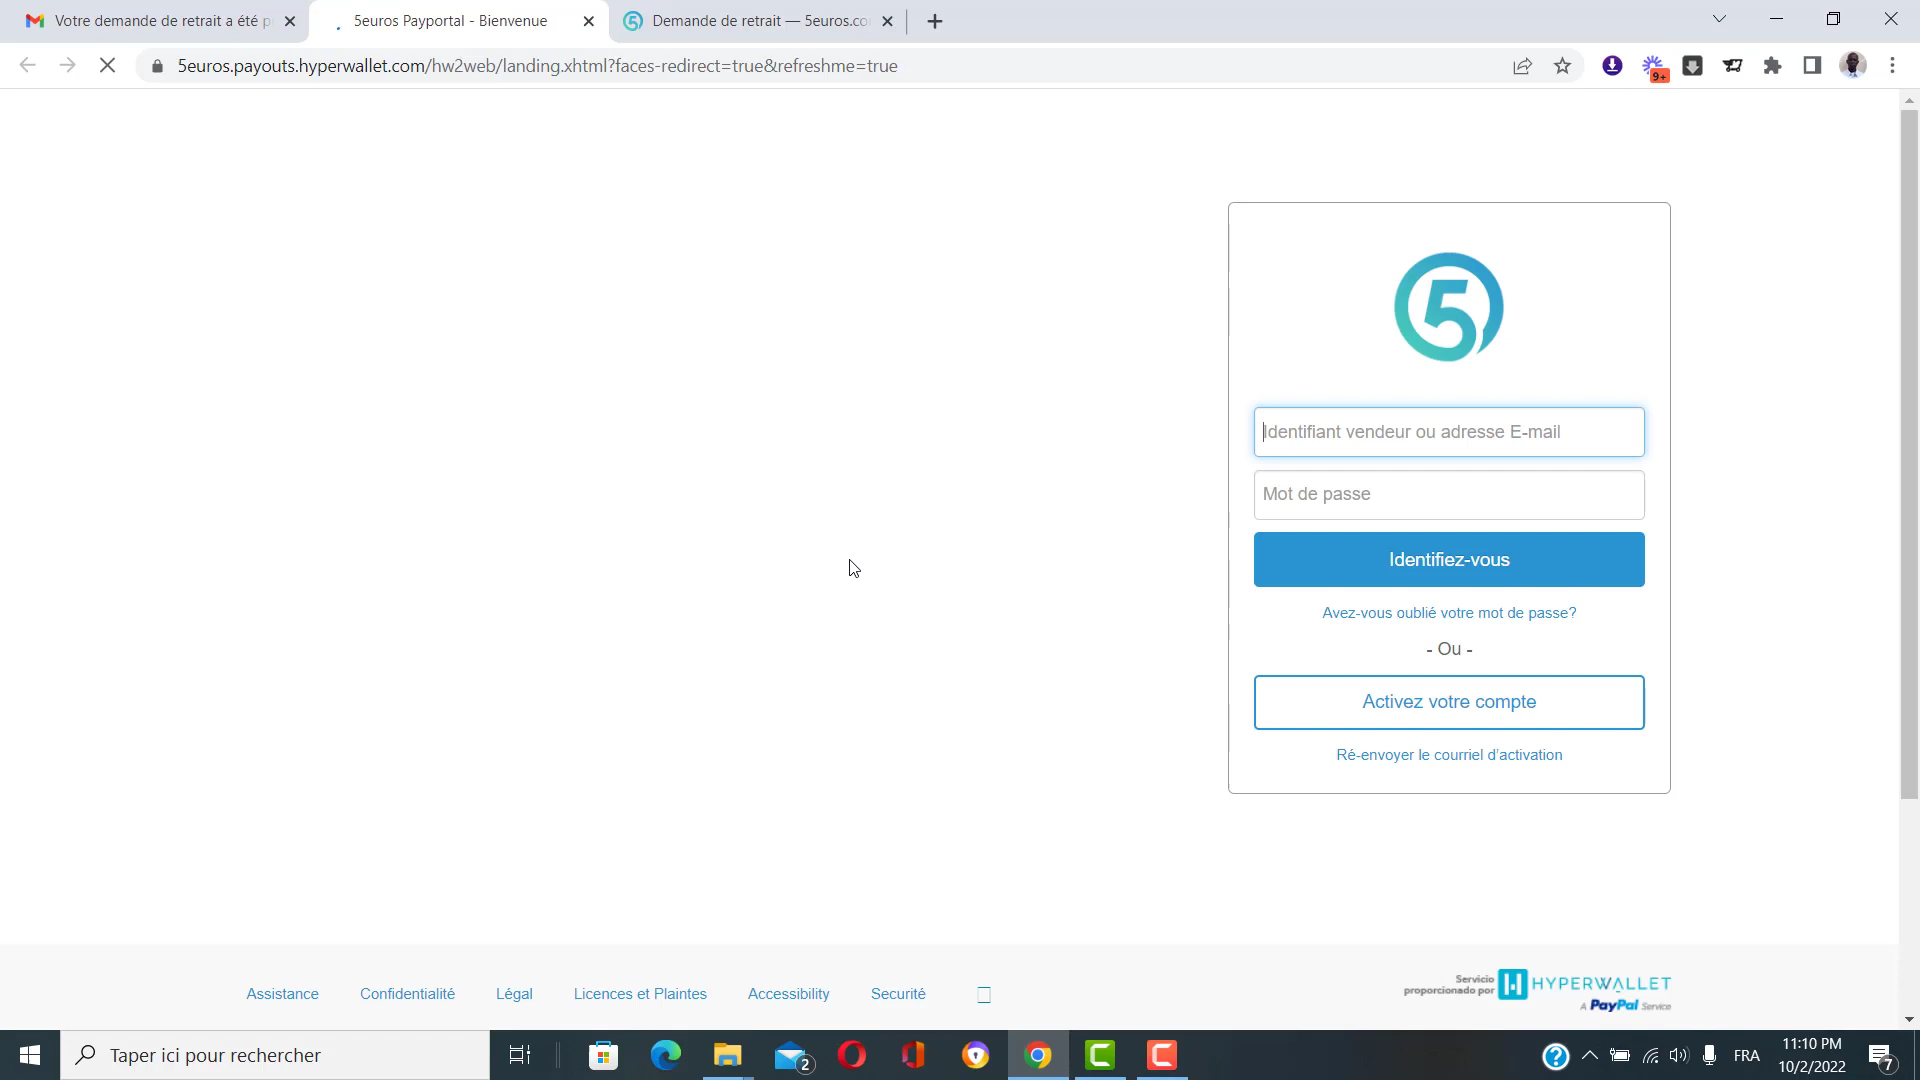 Votre demande de retrait a été p
5euros Payportal - Bienvenue
Demande de retrait — 5euros.co
5euros.payouts.hyperwallet.com/hw2web/landing.xhtml?faces-redirect=true&refreshme=true
9+
5
Identifiant vendeur ou adresse E-mail
Mot de passe
Identifiez-vous
Avez-vous oublié votre mot de passe?
- Ou -
Activez votre compte
Ré-envoyer le courriel d'activation
Assistance
Confidentialité
Légal
Licences et Plaintes
Accessibility
Securité
Servicio
proporcionado por
HYPERWALLET
A PayPal Service
Taper ici pour rechercher
2
FRA
11:10 PM
10/2/2022
7